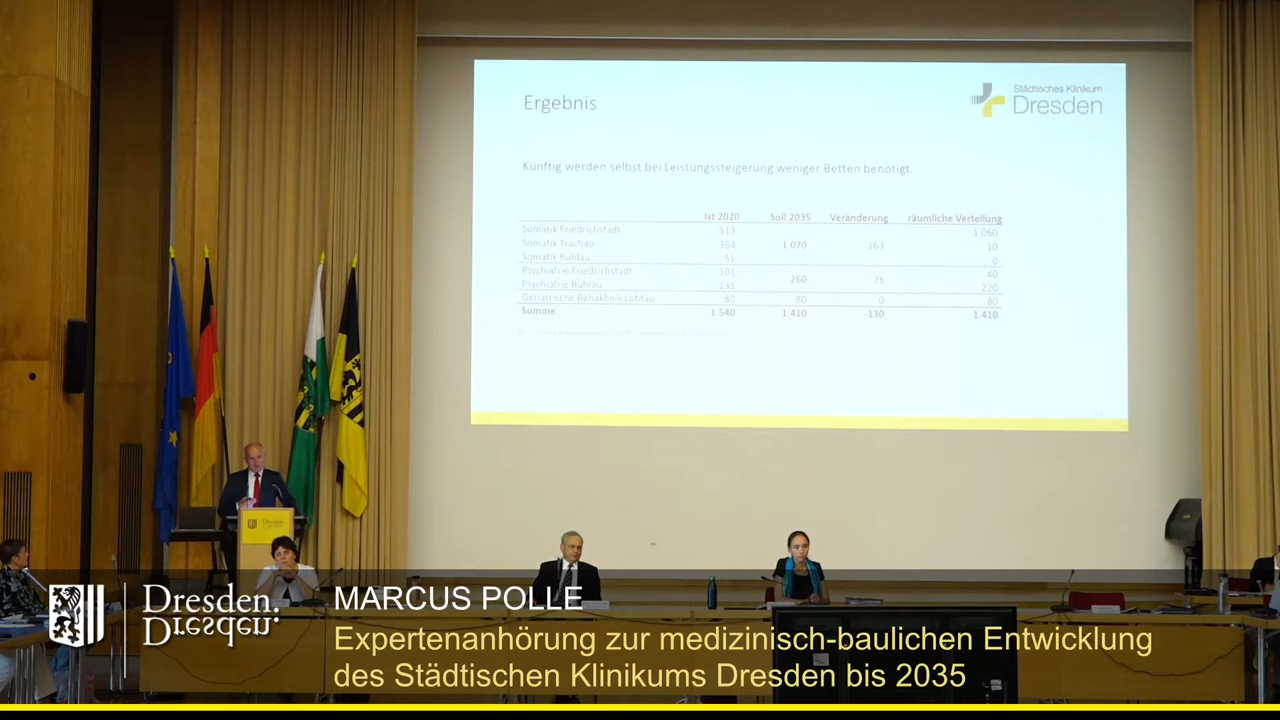 Ergebnis
Städtisches Klinikum
Dresden
Künftig werden selbst bei Leistungssteigerung weniger Betten benötigt.
Ist 2020 Soll 2035 Veränderung räumliche Verteilung
Somatik Friedrichstadt 813 1.060
Somatik Trachau 364 1.070 163 10
Somatik Bühlau 51 0
Psychiatrie Friedrichstadt 101 260 28 40
Psychiatrie Bühlau 131 220
Geriatrische Rehaklinik Löbtau 80 80 0 80
Summe: 1.540 1.410 -130 1.410
Dresden.
Dresden.
Dresden.
MARCUS POLLE
Expertenanhörung zur medizinisch-baulichen Entwicklung
des Städtischen Klinikums Dresden bis 2035